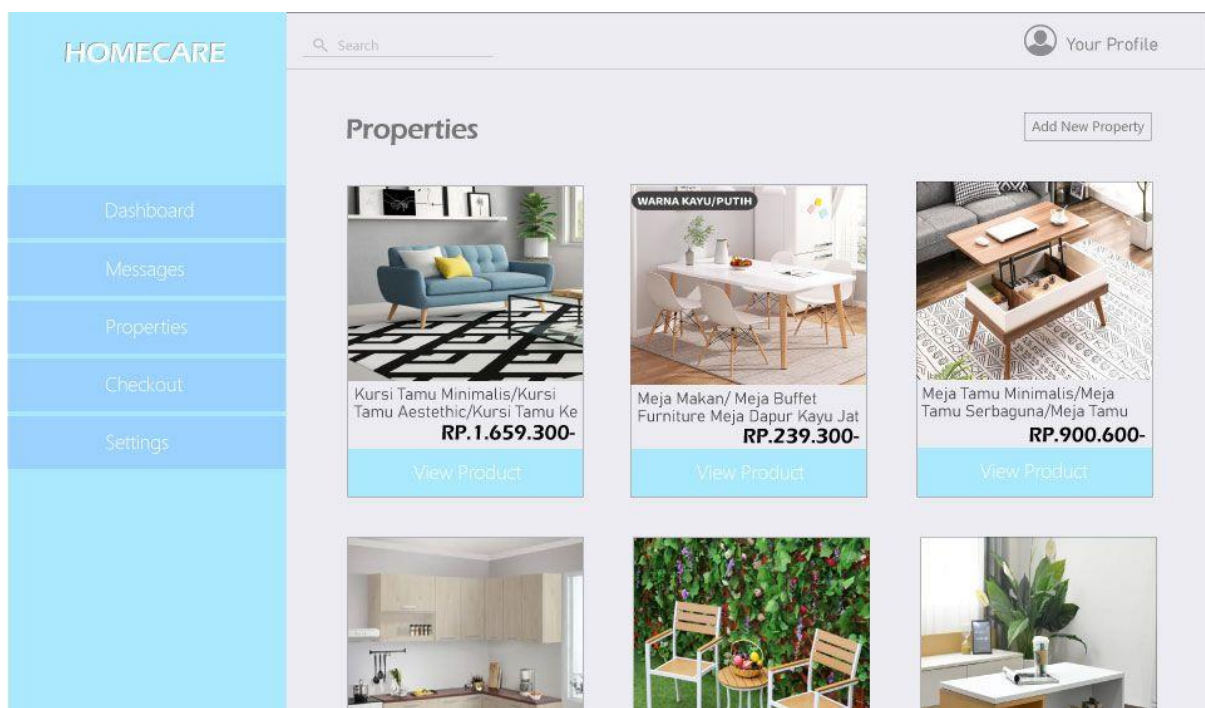 HOMECARE
Search
Your Profile
Properties
Add New Property
Dashboard
Messages
Properties
Checkout
Settings
Kursi Tamu Minimalis/Kursi
Tamu Aestethic/Kursi Tamu Ke
RP.1.659.300-
View Product
WARNA KAYU/PUTIH
Meja Makan/ Meja Buffet
Furniture Meja Dapur Kayu Jat
RP.239.300-
View Product
Meja Tamu Minimalis/Meja
Tamu Serbaguna/Meja Tamu
RP.900.600-
View Product